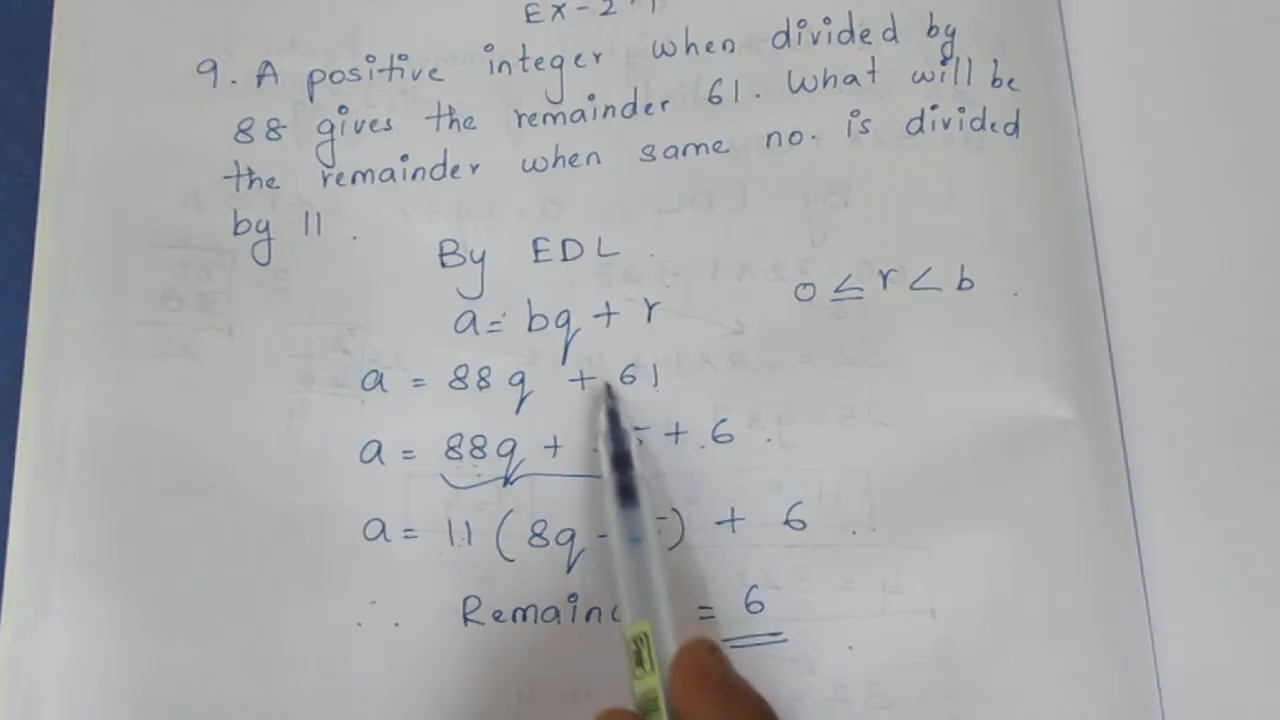 Ex-2.1
9. A positive integer when divided by
88 gives the remainder 61. What will be
the remainder when same no. is divided
by 11.
By EDL.
a = bq + r 0 ≤ r < b.
a = 88q + 61
a = 88q + + 6.
a = 11 (8q ) + 6.
∴ = 6.